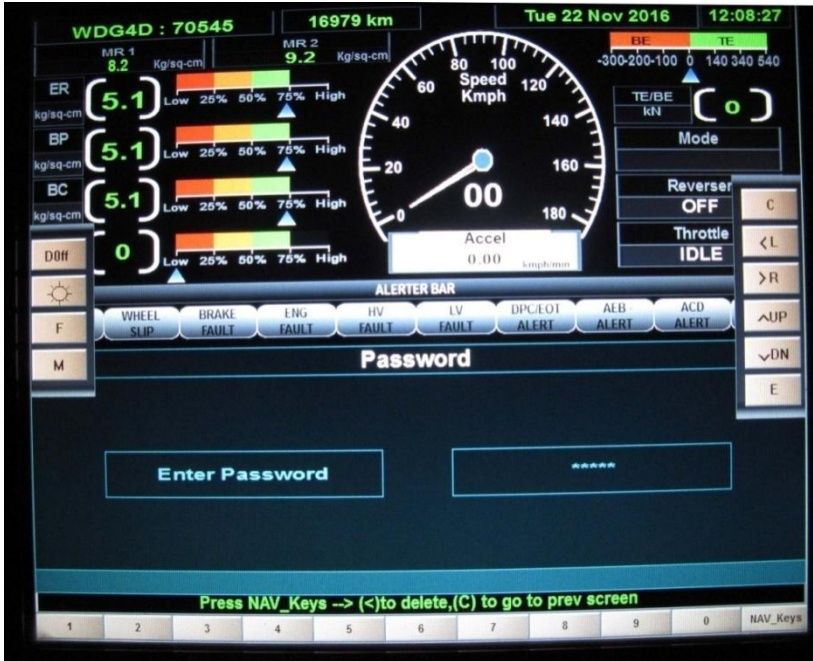 WDG4D : 70545
16979 km
Tue 22 Nov 2016
12:08:27
MR 1
8.2 Kg/sq-cm
MR 2
9.2 Kg/sq-cm
ER
kg/sq-cm
5.1
Low 25% 50% 75% High
BP
kg/sq-cm
5.1
Low 25% 50% 75% High
BC
kg/sq-cm
5.1
Low 25% 50% 75% High
0
Low 25% 50% 75% High
Speed
Kmph
0 20 40 60 80 100 120 140 160 180
00
Accel
0.00 kmph/min
BE TE
-300-200-100 0 140 340 540
TE/BE
kN
0
Mode
Reverser
OFF
Throttle
IDLE
D0ff
F
M
C
<L
>R
UP
DN
E
ALERTER BAR
WHEEL
SLIP
BRAKE
FAULT
ENG
FAULT
HV
FAULT
LV
FAULT
DPC/EOT
ALERT
AEB
ALERT
ACD
ALERT
Password
Enter Password
*****
Press NAV_Keys --> (<)to delete,(C) to go to prev screen
1 2 3 4 5 6 7 8 9 0 NAV_Keys